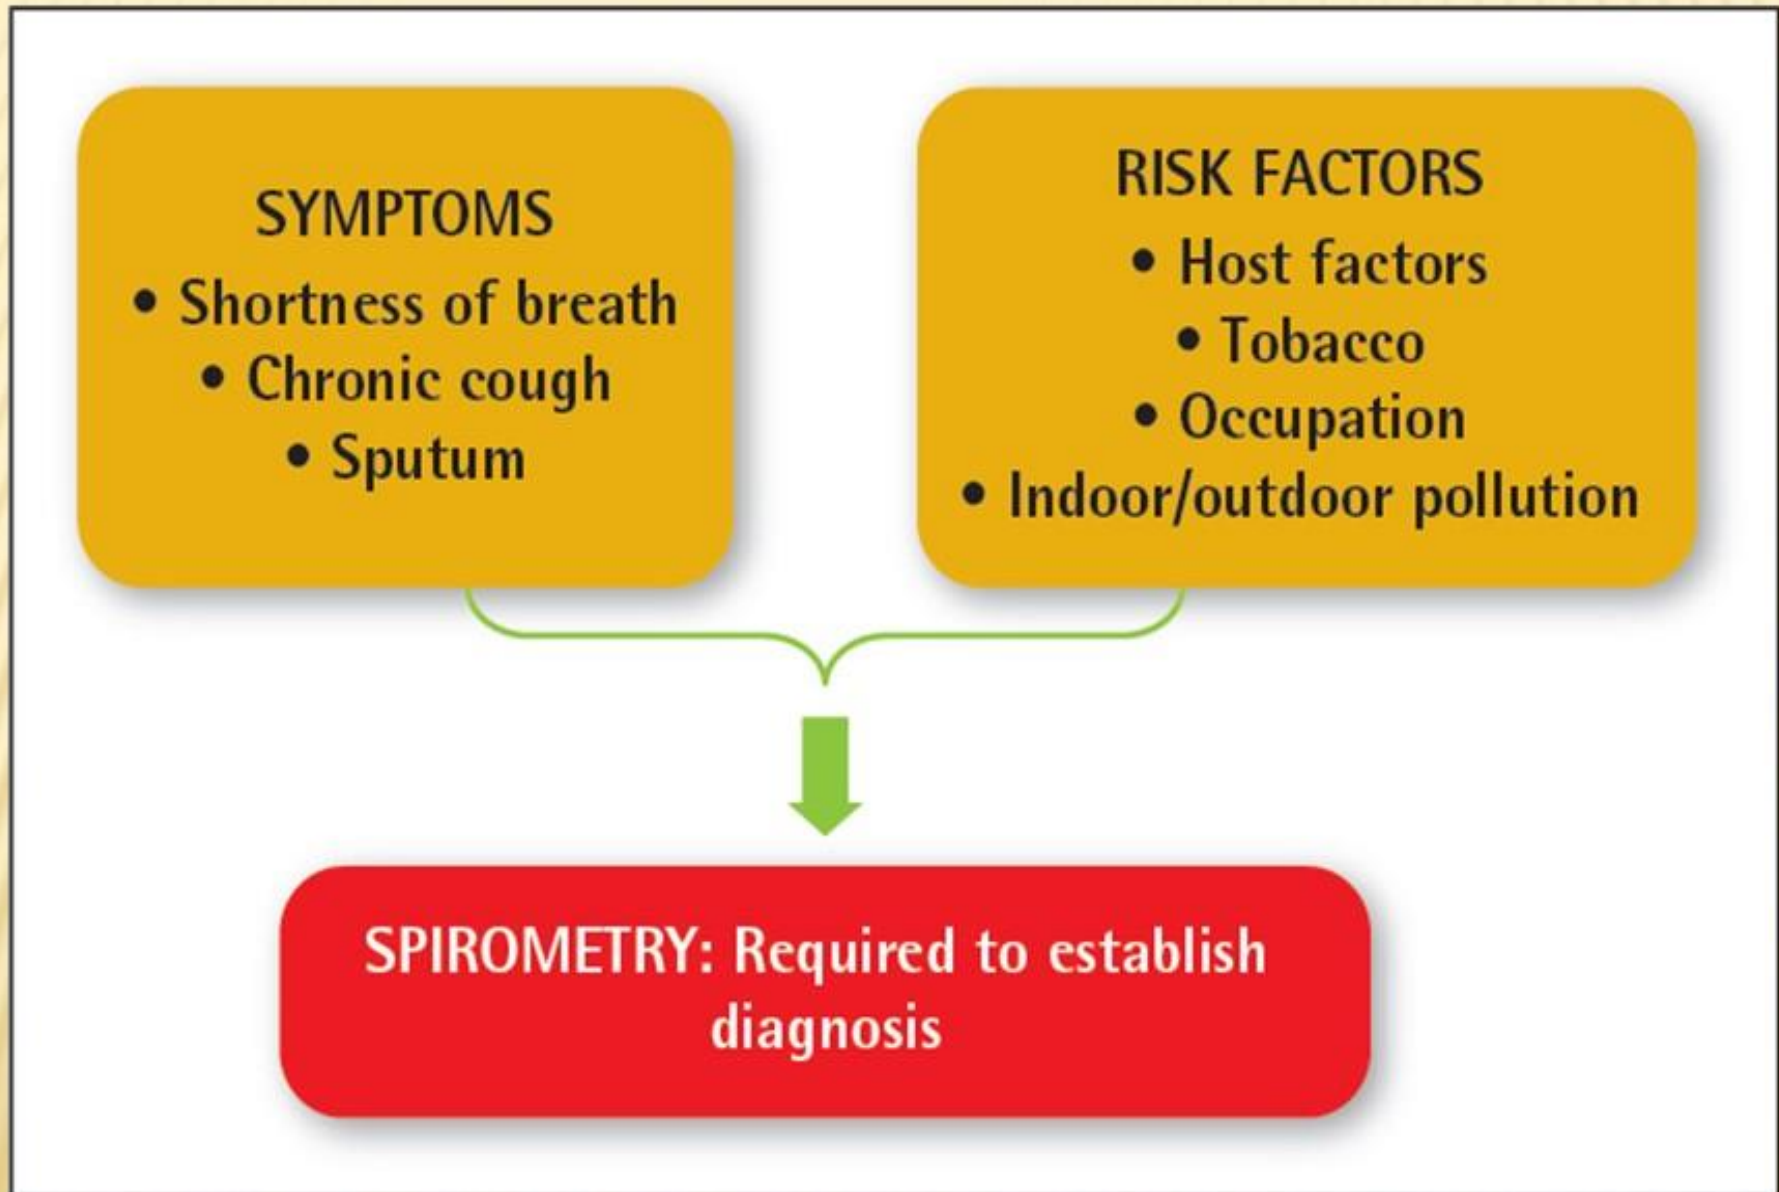 SYMPTOMS
• Shortness of breath
• Chronic cough
• Sputum
RISK FACTORS
• Host factors
• Tobacco
• Occupation
• Indoor/outdoor pollution
SPIROMETRY: Required to establish
diagnosis